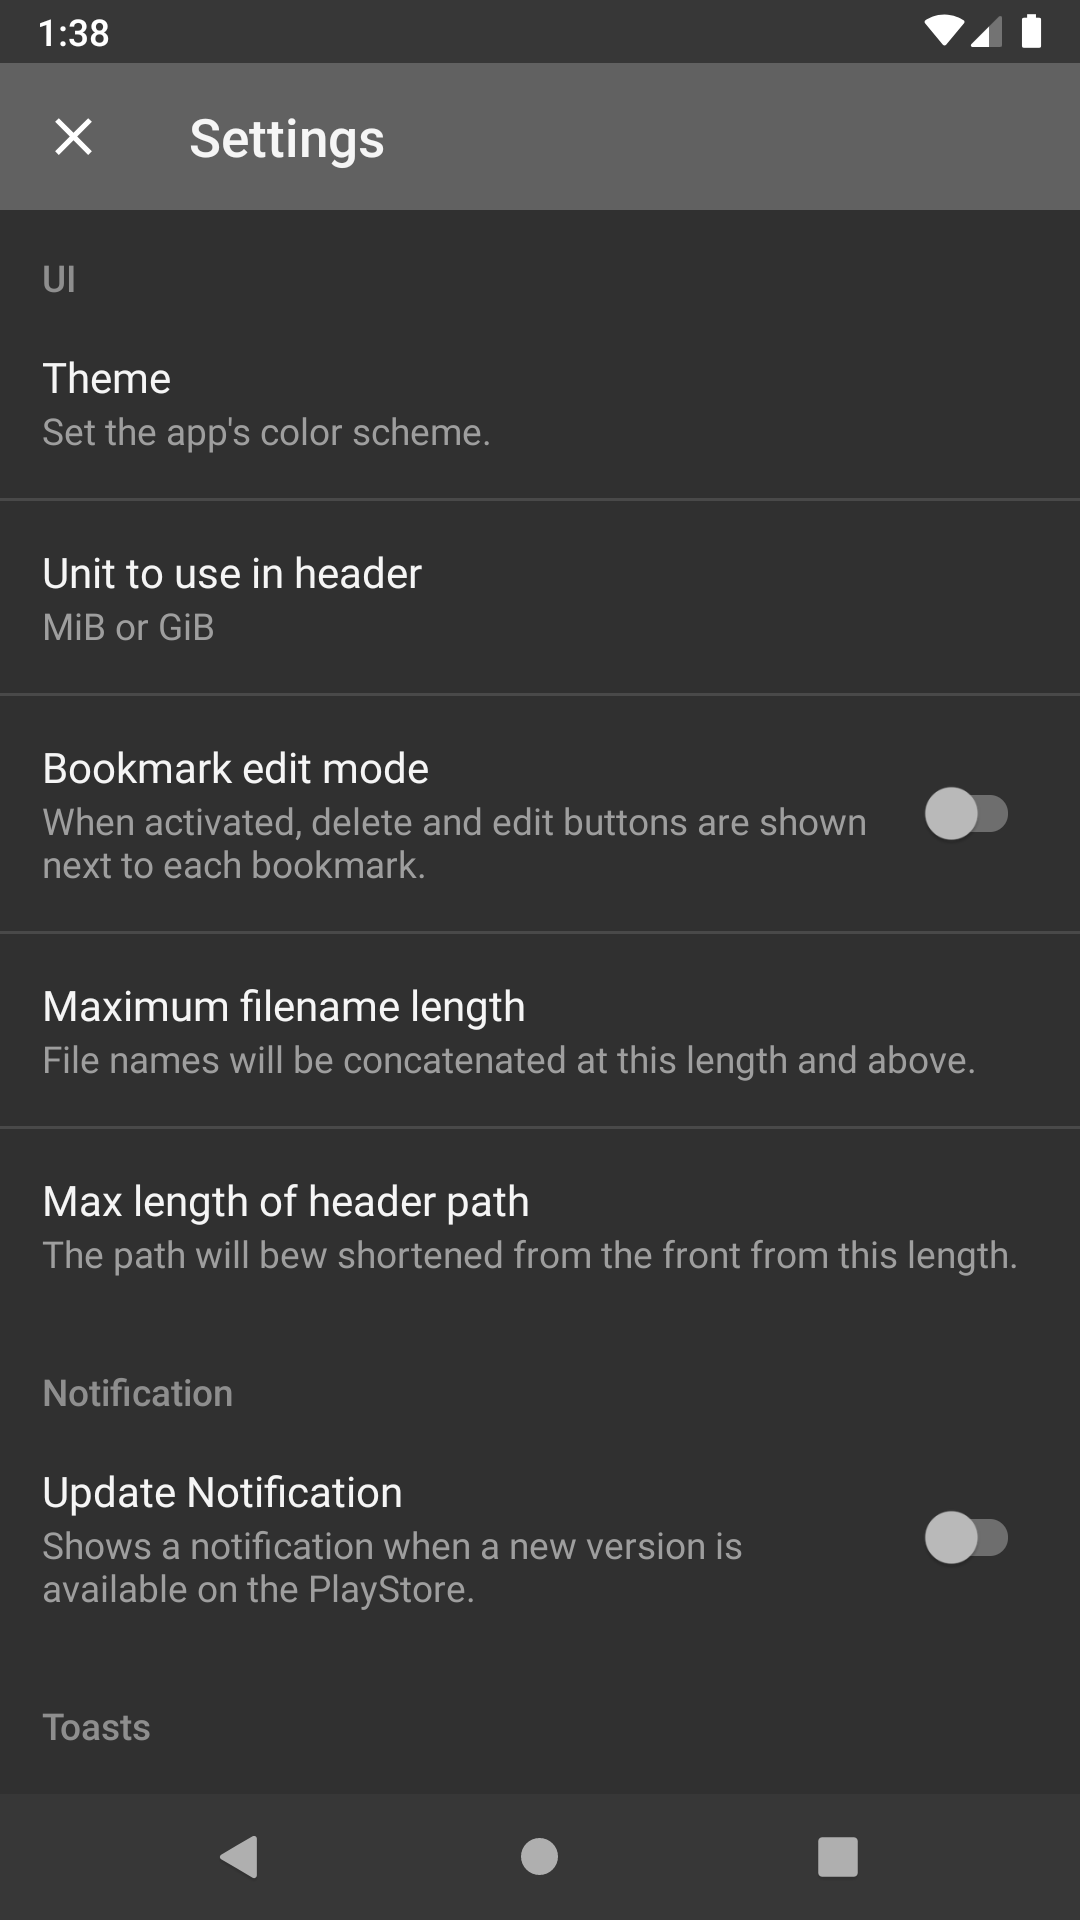 1:38
Settings
UI
Theme
Set the app's color scheme.
Unit to use in header
MiB or GiB
Bookmark edit mode
When activated, delete and edit buttons are shown
next to each bookmark.
Maximum filename length
File names will be concatenated at this length and above.
Max length of header path
The path will bew shortened from the front from this length.
Notification
Update Notification
Shows a notification when a new version is
available on the PlayStore.
Toasts